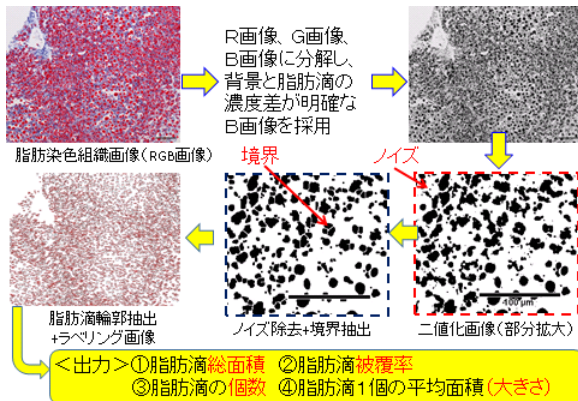 R画像、G画像、
B画像に分解し、
背景と脂肪滴の
濃度差が明確な
B画像を採用
脂肪染色組織画像(RGB画像)
境界
ノイズ
100 μm
脂肪滴輪郭抽出
+ラベリング画像
ノイズ除去+境界抽出
二値化画像(部分拡大)
<出力>①脂肪滴総面積 ②脂肪滴被覆率
③脂肪滴の個数 ④脂肪滴1個の平均面積(大きさ)